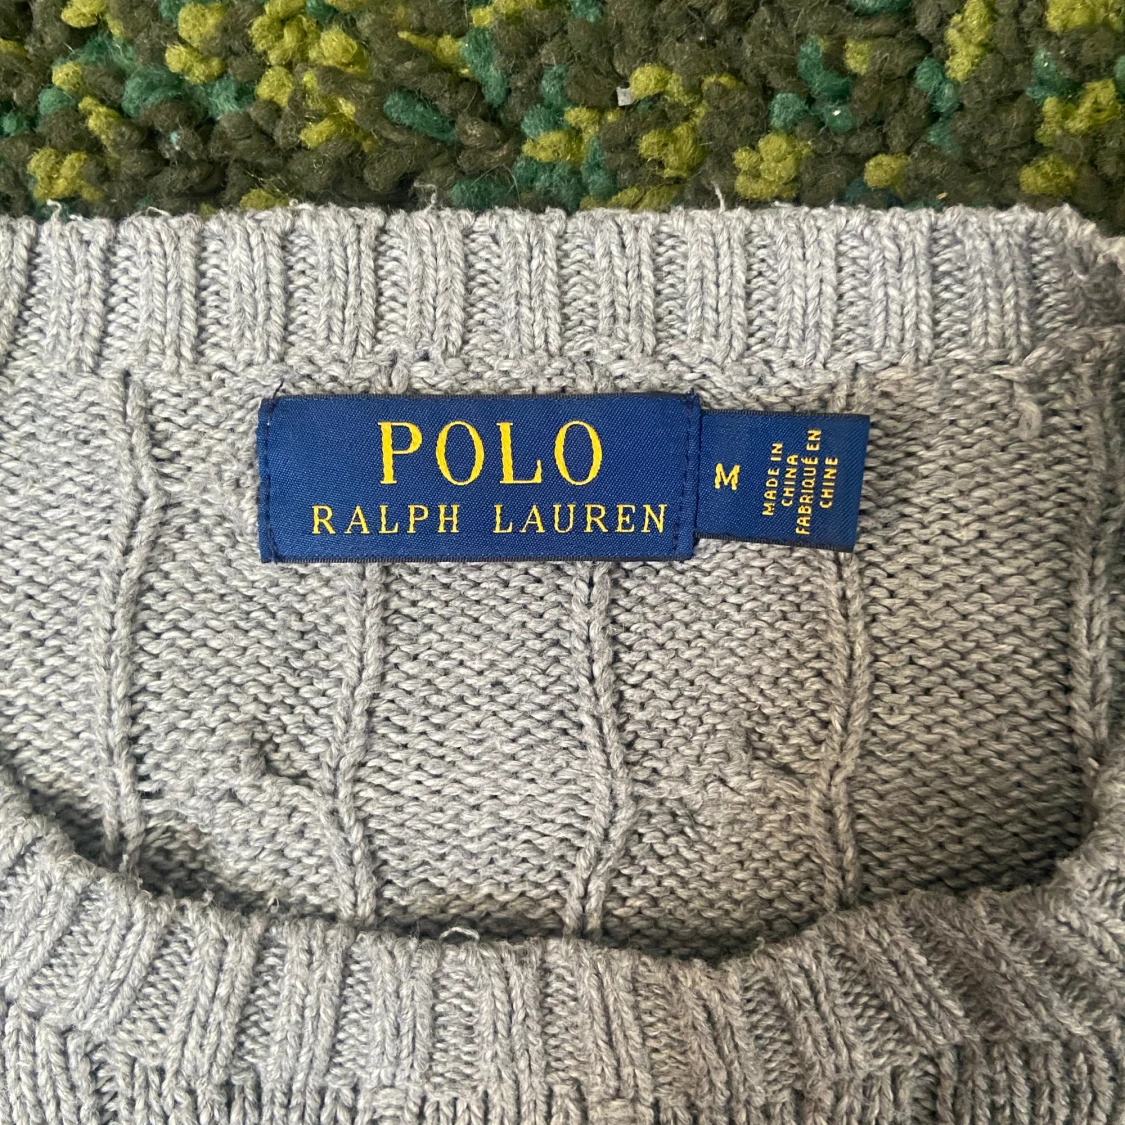 POLO
RALPH LAUREN
M
MADE IN
CHINA
FABRIQUÉ EN
CHINE